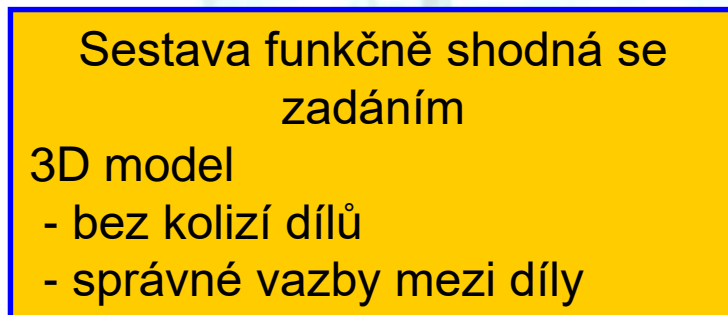 Sestava funkčně shodná se
zadáním
3D model
- bez kolizí dílů
- správné vazby mezi díly